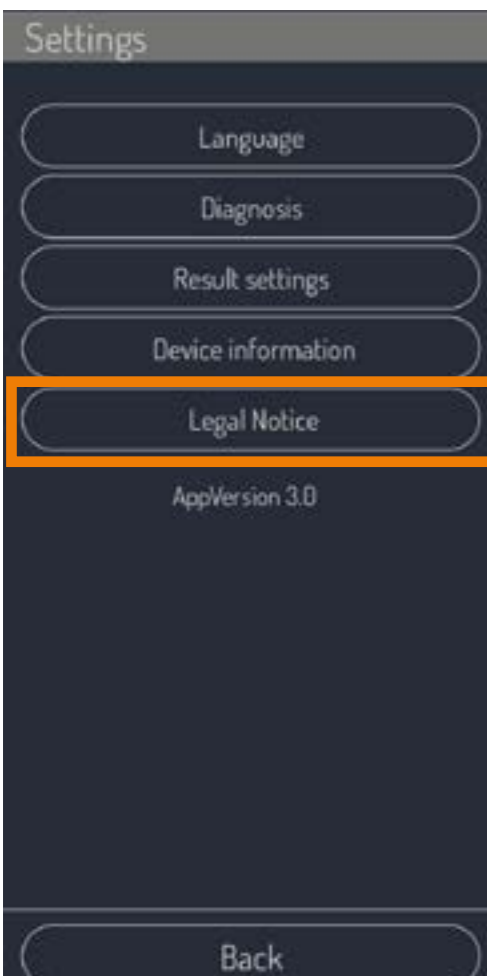 Settings
Language
Diagnosis
Result settings
Device information
Legal Notice
AppVersion 3.0
Back